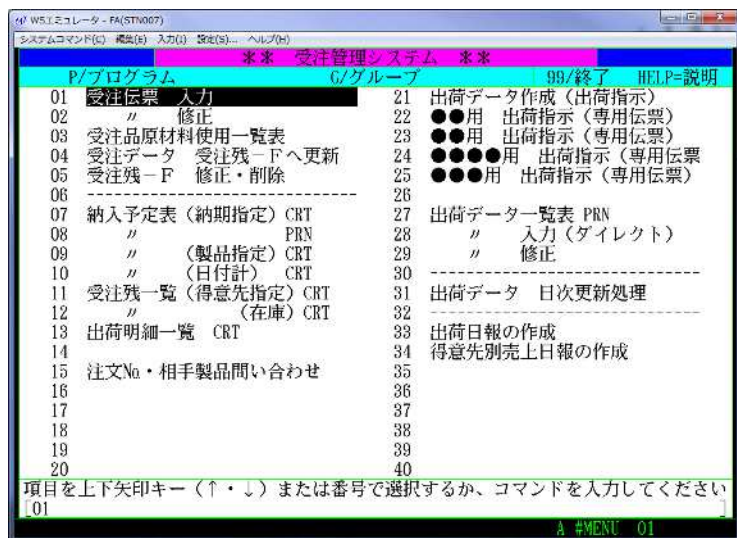 WSエミュレータ - FA(STN007)
システムコマンド(C) 編集(E) 入力(I) 設定(S)... ヘルプ(H)
** 受注管理システム **
P/プログラム G/グループ 99/終了 HELP=説明
01 受注伝票 入力
02 〃 修正
03 受注品原材料使用一覧表
04 受注データ 受注残－Fへ更新
05 受注残－F 修正・削除
06 ------------------------------
07 納入予定表（納期指定）CRT
08 〃 PRN
09 〃 （製品指定）CRT
10 〃 （日付計） CRT
11 受注残一覧（得意先指定）CRT
12 〃 （在庫）CRT
13 出荷明細一覧 CRT
14
15 注文No・相手製品問い合わせ
16
17
18
19
20
21 出荷データ作成（出荷指示）
22 ●●用 出荷指示（専用伝票）
23 ●●用 出荷指示（専用伝票）
24 ●●●●用 出荷指示（専用伝票
25 ●●●用 出荷指示（専用伝票）
26
27 出荷データ一覧表 PRN
28 〃 入力（ダイレクト）
29 〃 修正
30 ------------------------------
31 出荷データ 日次更新処理
32 ------------------------------
33 出荷日報の作成
34 得意先別売上日報の作成
35
36
37
38
39
40
項目を上下矢印キー（↑・↓）または番号で選択するか、コマンドを入力してください
[01 ]
A #MENU 01